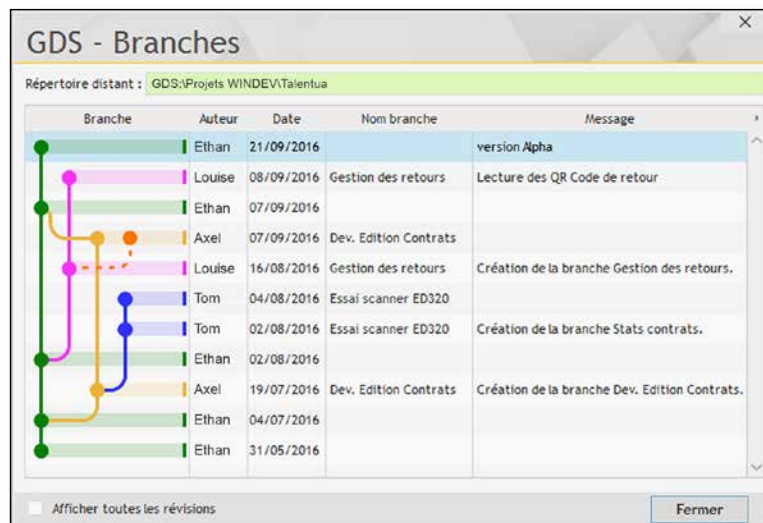 GDS - Branches
Répertoire distant : GDS:\Projets WINDEV\Talentua
Branche Auteur Date Nom branche Message
Ethan 21/09/2016 version Alpha
Louise 08/09/2016 Gestion des retours Lecture des QR Code de retour
Ethan 07/09/2016
Axel 07/09/2016 Dev. Edition Contrats
Louise 16/08/2016 Gestion des retours Création de la branche Gestion des retours.
Tom 04/08/2016 Essai scanner ED320
Tom 02/08/2016 Essai scanner ED320 Création de la branche Stats contrats.
Ethan 02/08/2016
Axel 19/07/2016 Dev. Edition Contrats Création de la branche Dev. Edition Contrats.
Ethan 04/07/2016
Ethan 31/05/2016
Afficher toutes les révisions Fermer